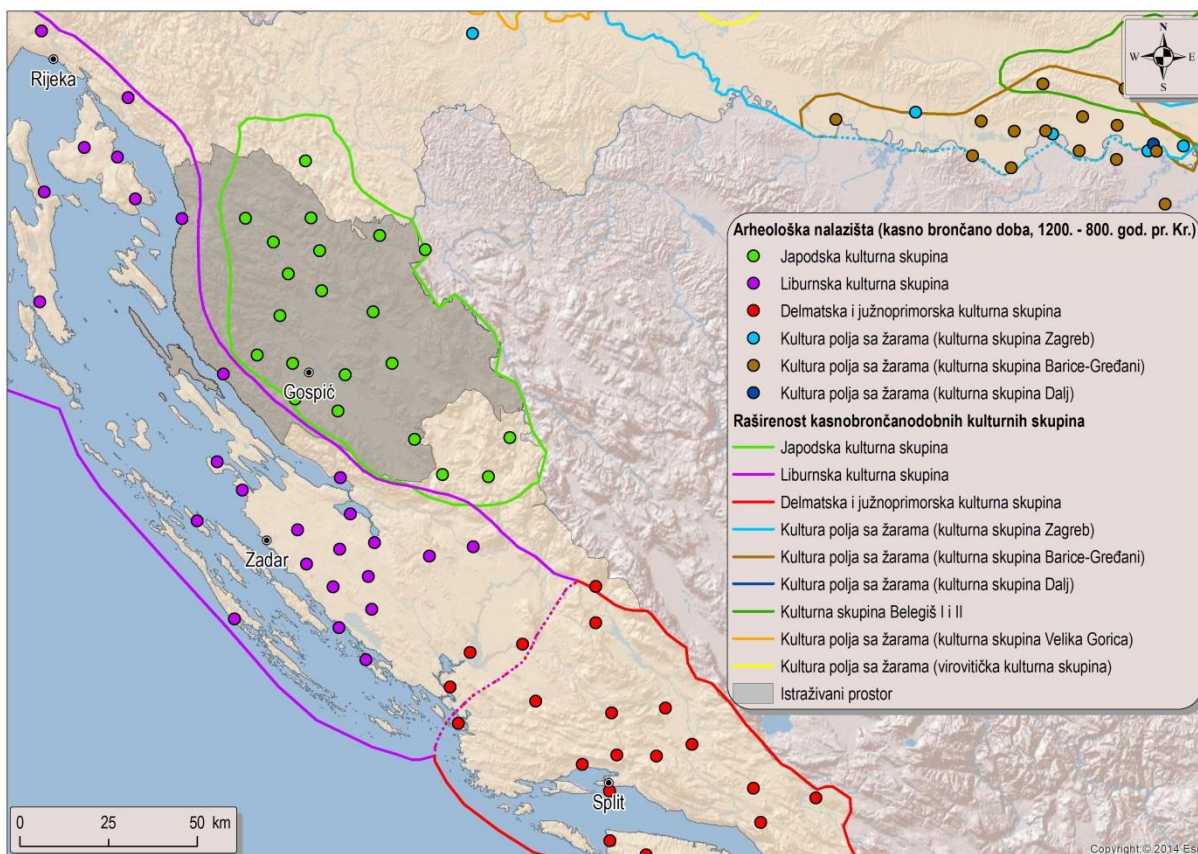 N
W E
S
Rijeka
Gospić
Zadar
Split
Arheološka nalazišta (kasno brončano doba, 1200. - 800. god. pr. Kr.)
Japodska kulturna skupina
Liburnska kulturna skupina
Delmatska i južnoprimorska kulturna skupina
Kultura polja sa žarama (kulturna skupina Zagreb)
Kultura polja sa žarama (kulturna skupina Barice-Gređani)
Kultura polja sa žarama (kulturna skupina Dalj)
Raširenost kasnobrončanodobnih kulturnih skupina
Japodska kulturna skupina
Liburnska kulturna skupina
Delmatska i južnoprimorska kulturna skupina
Kultura polja sa žarama (kulturna skupina Zagreb)
Kultura polja sa žarama (kulturna skupina Barice-Gređani)
Kultura polja sa žarama (kulturna skupina Dalj)
Kulturna skupina Belegiš I i II
Kultura polja sa žarama (kulturna skupina Velika Gorica)
Kultura polja sa žarama (virovitička kulturna skupina)
Istraživani prostor
0 25 50 km
Copyright:© 2014 Es